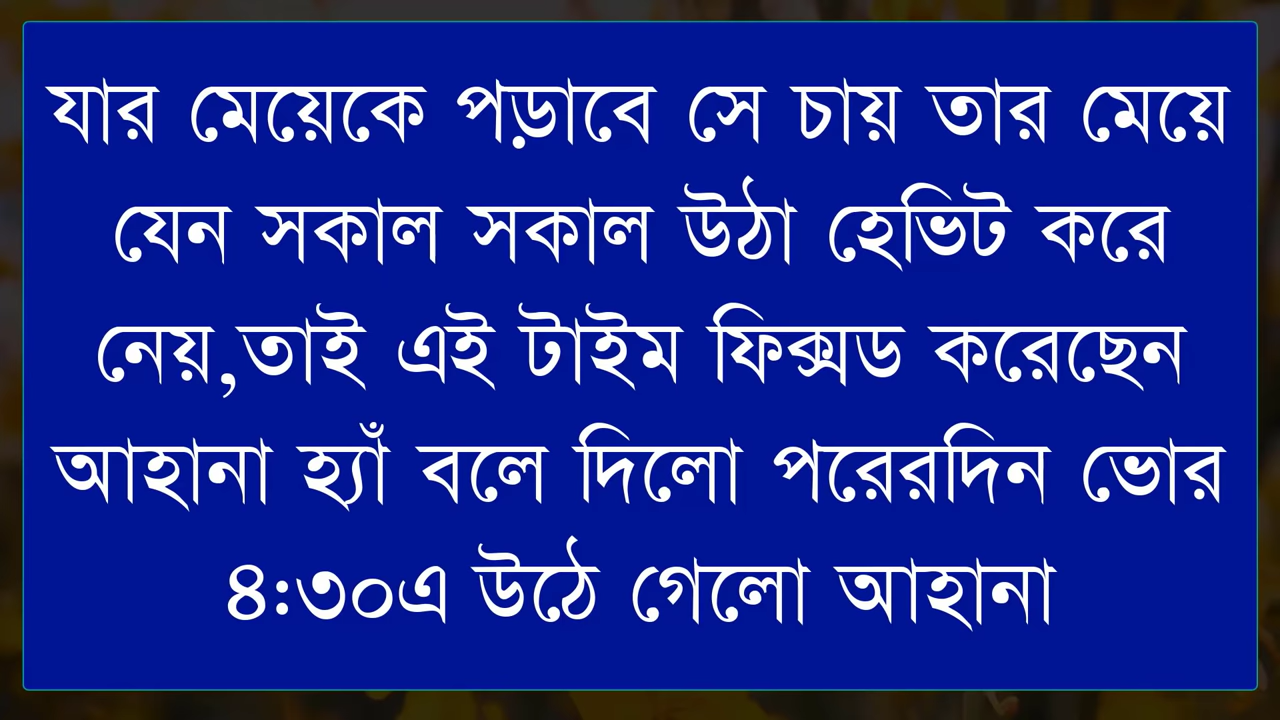 যার মেয়েকে পড়াবে সে চায় তার মেয়ে
যেন সকাল সকাল উঠা হেভিট করে
নেয়,তাই এই টাইম ফিক্সড করেছেন
আহানা হ্যাঁ বলে দিলো পরেরদিন ভোর
৪:৩০এ উঠে গেলো আহানা